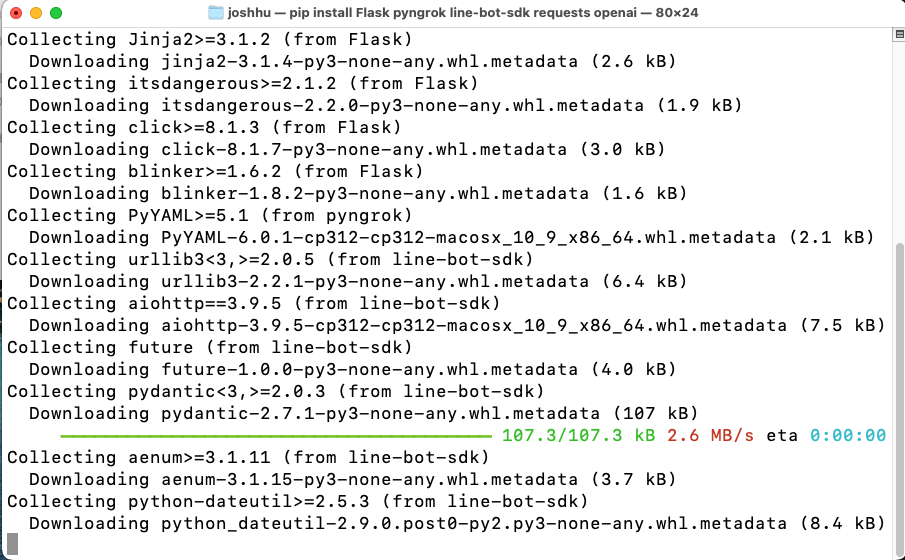 joshhu — pip install Flask pyngrok line-bot-sdk requests openai — 80×24
Collecting Jinja2>=3.1.2 (from Flask)
  Downloading jinja2-3.1.4-py3-none-any.whl.metadata (2.6 kB)
Collecting itsdangerous>=2.1.2 (from Flask)
  Downloading itsdangerous-2.2.0-py3-none-any.whl.metadata (1.9 kB)
Collecting click>=8.1.3 (from Flask)
  Downloading click-8.1.7-py3-none-any.whl.metadata (3.0 kB)
Collecting blinker>=1.6.2 (from Flask)
  Downloading blinker-1.8.2-py3-none-any.whl.metadata (1.6 kB)
Collecting PyYAML>=5.1 (from pyngrok)
  Downloading PyYAML-6.0.1-cp312-cp312-macosx_10_9_x86_64.whl.metadata (2.1 kB)
Collecting urllib3<3,>=2.0.5 (from line-bot-sdk)
  Downloading urllib3-2.2.1-py3-none-any.whl.metadata (6.4 kB)
Collecting aiohttp==3.9.5 (from line-bot-sdk)
  Downloading aiohttp-3.9.5-cp312-cp312-macosx_10_9_x86_64.whl.metadata (7.5 kB)
Collecting future (from line-bot-sdk)
  Downloading future-1.0.0-py3-none-any.whl.metadata (4.0 kB)
Collecting pydantic<3,>=2.0.3 (from line-bot-sdk)
  Downloading pydantic-2.7.1-py3-none-any.whl.metadata (107 kB)
107.3/107.3 kB 2.6 MB/s eta 0:00:00
Collecting aenum>=3.1.11 (from line-bot-sdk)
  Downloading aenum-3.1.15-py3-none-any.whl.metadata (3.7 kB)
Collecting python-dateutil>=2.5.3 (from line-bot-sdk)
  Downloading python_dateutil-2.9.0.post0-py2.py3-none-any.whl.metadata (8.4 kB)